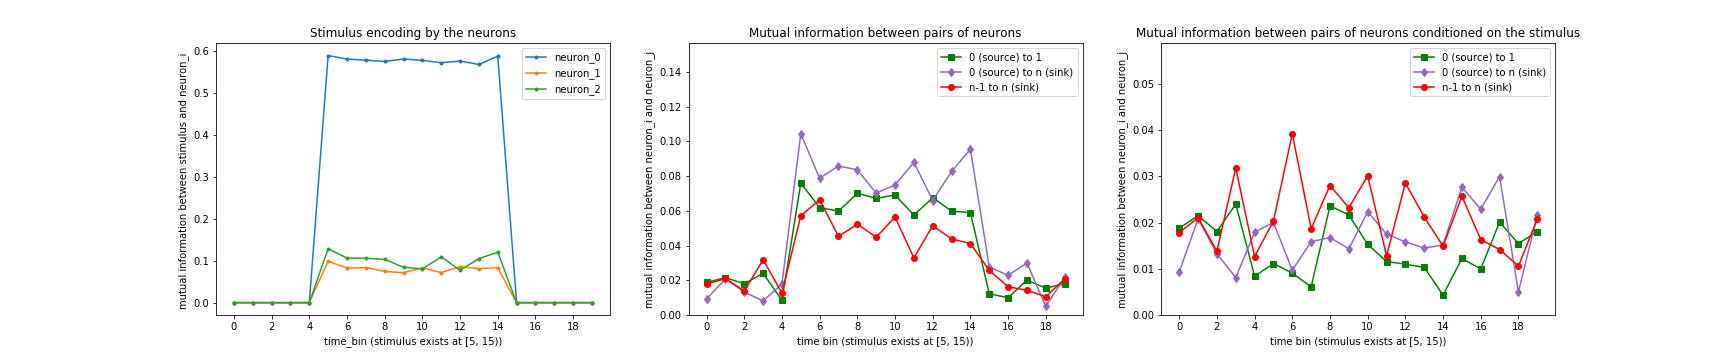 Stimulus encoding by the neurons
mutual information between stimulus and neuron_i
0.6
0.5
0.4
0.3
0.2
0.1
0.0
neuron_0
neuron_1
neuron_2
0 2 4 6 8 10 12 14 16 18
time_bin (stimulus exists at [5, 15))
Mutual information between pairs of neurons
mutual information between neuron_i and neuron_j
0.14
0.12
0.10
0.08
0.06
0.04
0.02
0.00
0 (source) to 1
0 (source) to n (sink)
n-1 to n (sink)
0 2 4 6 8 10 12 14 16 18
time bin (stimulus exists at [5, 15))
Mutual information between pairs of neurons conditioned on the stimulus
mutual information between neuron_i and neuron_j
0.05
0.04
0.03
0.02
0.01
0.00
0 (source) to 1
0 (source) to n (sink)
n-1 to n (sink)
0 2 4 6 8 10 12 14 16 18
time bin (stimulus exists at [5, 15))